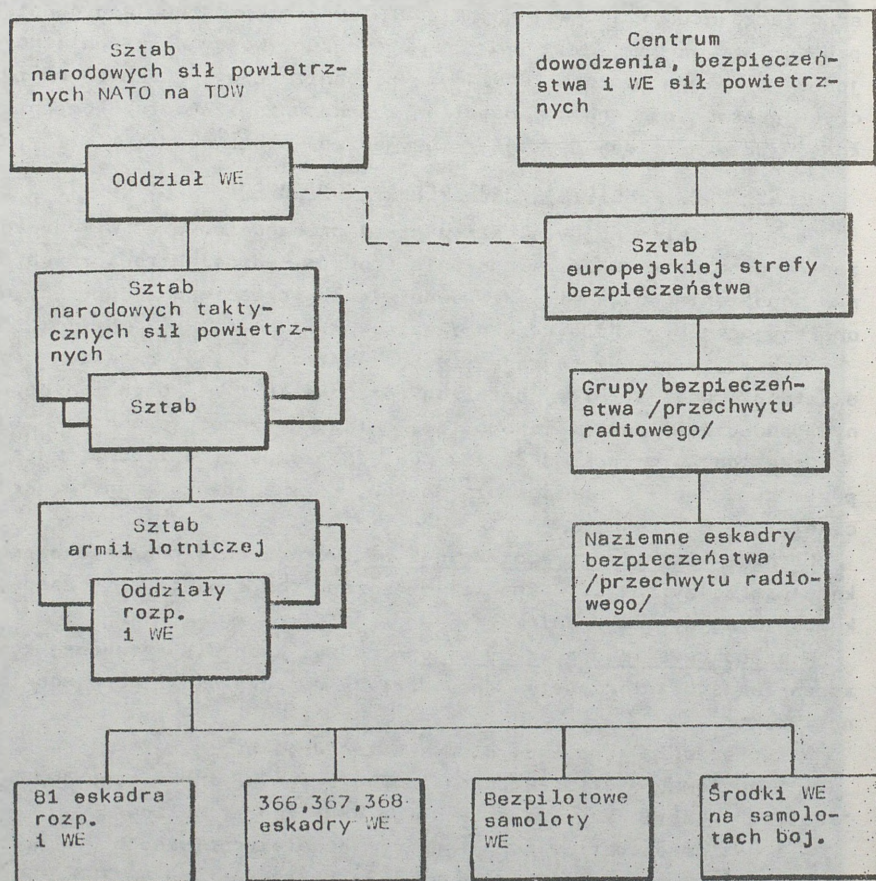 Sztab
narodowych sił powietrz-
nych NATO na TDW
Oddział WE
Sztab
narodowych takty-
cznych sił powietrz-
nych
Sztab
Sztab
armii lotniczej
Oddziały
rozp.
i WE
Centrum
dowodzenia, bezpieczeń-
stwa i WE sił powietrz-
nych
Sztab
europejskiej strefy
bezpieczeństwa
Grupy bezpieczeń-
stwa /przechwytu
radiowego/
Naziemne eskadry
bezpieczeństwa
/przechwytu radio-
wego/
81 eskadra
rozp.
i WE
366,367,368
eskadry WE
Bezpilotowe
samoloty
WE
Środki WE
na samolo-
tach boj.